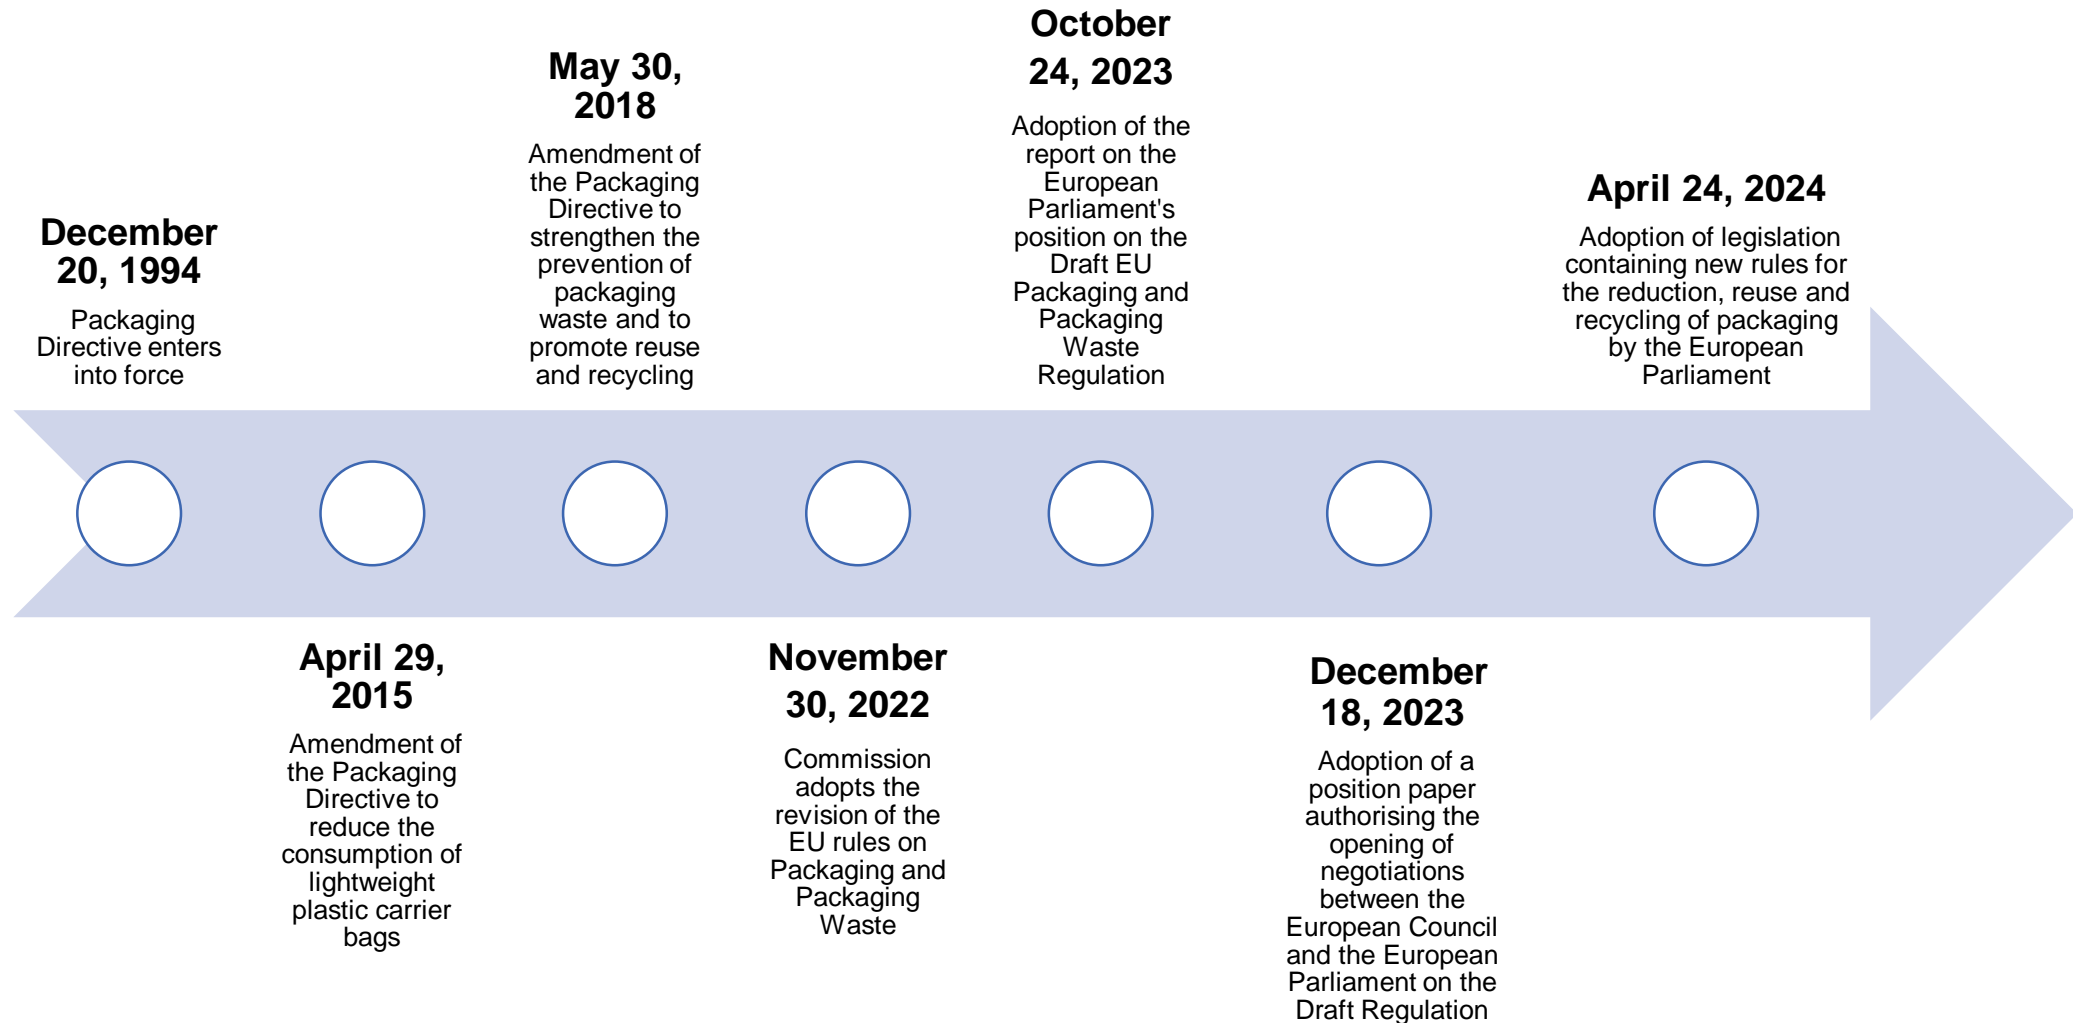 December
20, 1994
Packaging
Directive enters
into force
April 29,
2015
Amendment of
the Packaging
Directive to
reduce the
consumption of
lightweight
plastic carrier
bags
May 30,
2018
Amendment of
the Packaging
Directive to
strengthen the
prevention of
packaging
waste and to
promote reuse
and recycling
November
30, 2022
Commission
adopts the
revision of the
EU rules on
Packaging and
Packaging
Waste
October
24, 2023
Adoption of the
report on the
European
Parliament's
position on the
Draft EU
Packaging and
Packaging
Waste
Regulation
December
18, 2023
Adoption of a
position paper
authorising the
opening of
negotiations
between the
European Council
and the European
Parliament on the
Draft Regulation
April 24, 2024
Adoption of legislation
containing new rules for
the reduction, reuse and
recycling of packaging
by the European
Parliament